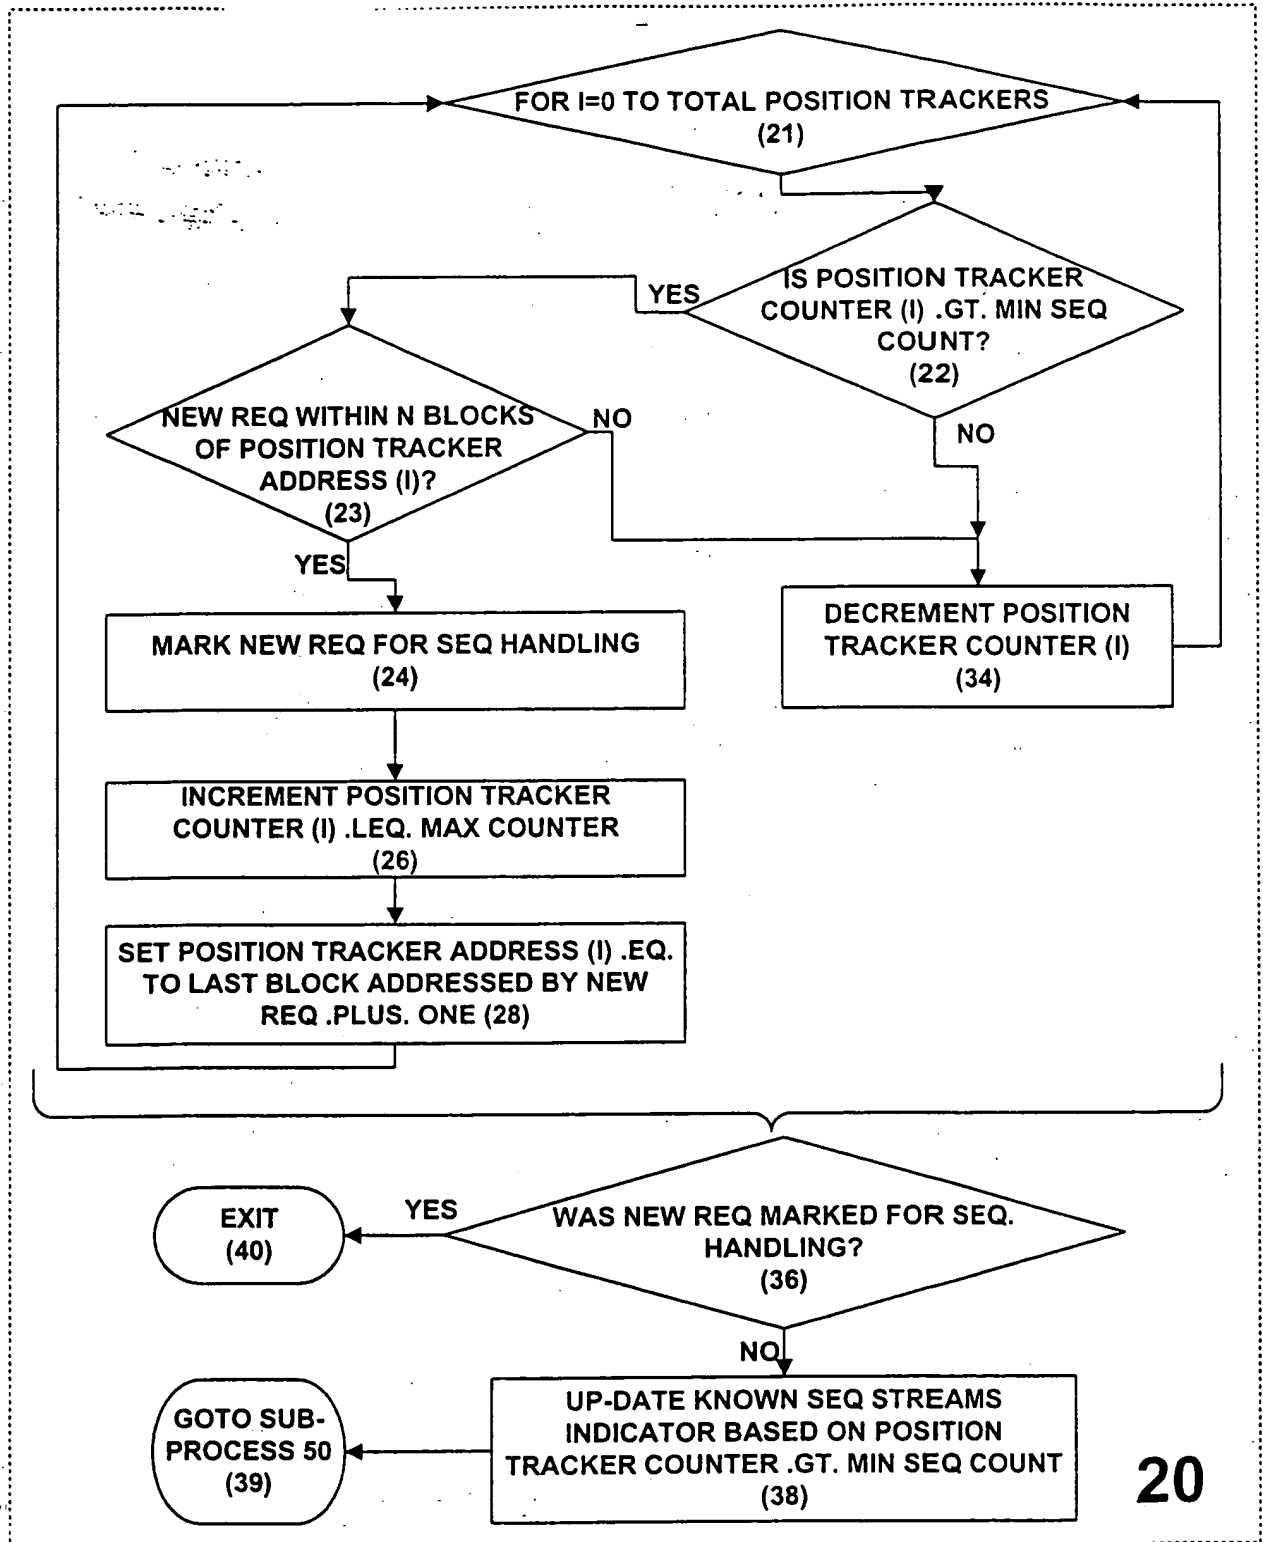 FOR I=0 TO TOTAL POSITION TRACKERS
(21)
IS POSITION TRACKER
COUNTER (I) .GT. MIN SEQ
COUNT?
(22)
YES
NO
NEW REQ WITHIN N BLOCKS
OF POSITION TRACKER
ADDRESS (I)?
(23)
NO
YES
DECREMENT POSITION
TRACKER COUNTER (I)
(34)
MARK NEW REQ FOR SEQ HANDLING
(24)
INCREMENT POSITION TRACKER
COUNTER (I) .LEQ. MAX COUNTER
(26)
SET POSITION TRACKER ADDRESS (I) .EQ.
TO LAST BLOCK ADDRESSED BY NEW
REQ .PLUS. ONE (28)
WAS NEW REQ MARKED FOR SEQ.
HANDLING?
(36)
YES
EXIT
(40)
NO
UP-DATE KNOWN SEQ STREAMS
INDICATOR BASED ON POSITION
TRACKER COUNTER .GT. MIN SEQ COUNT
(38)
GOTO SUB-
PROCESS 50
(39)
20